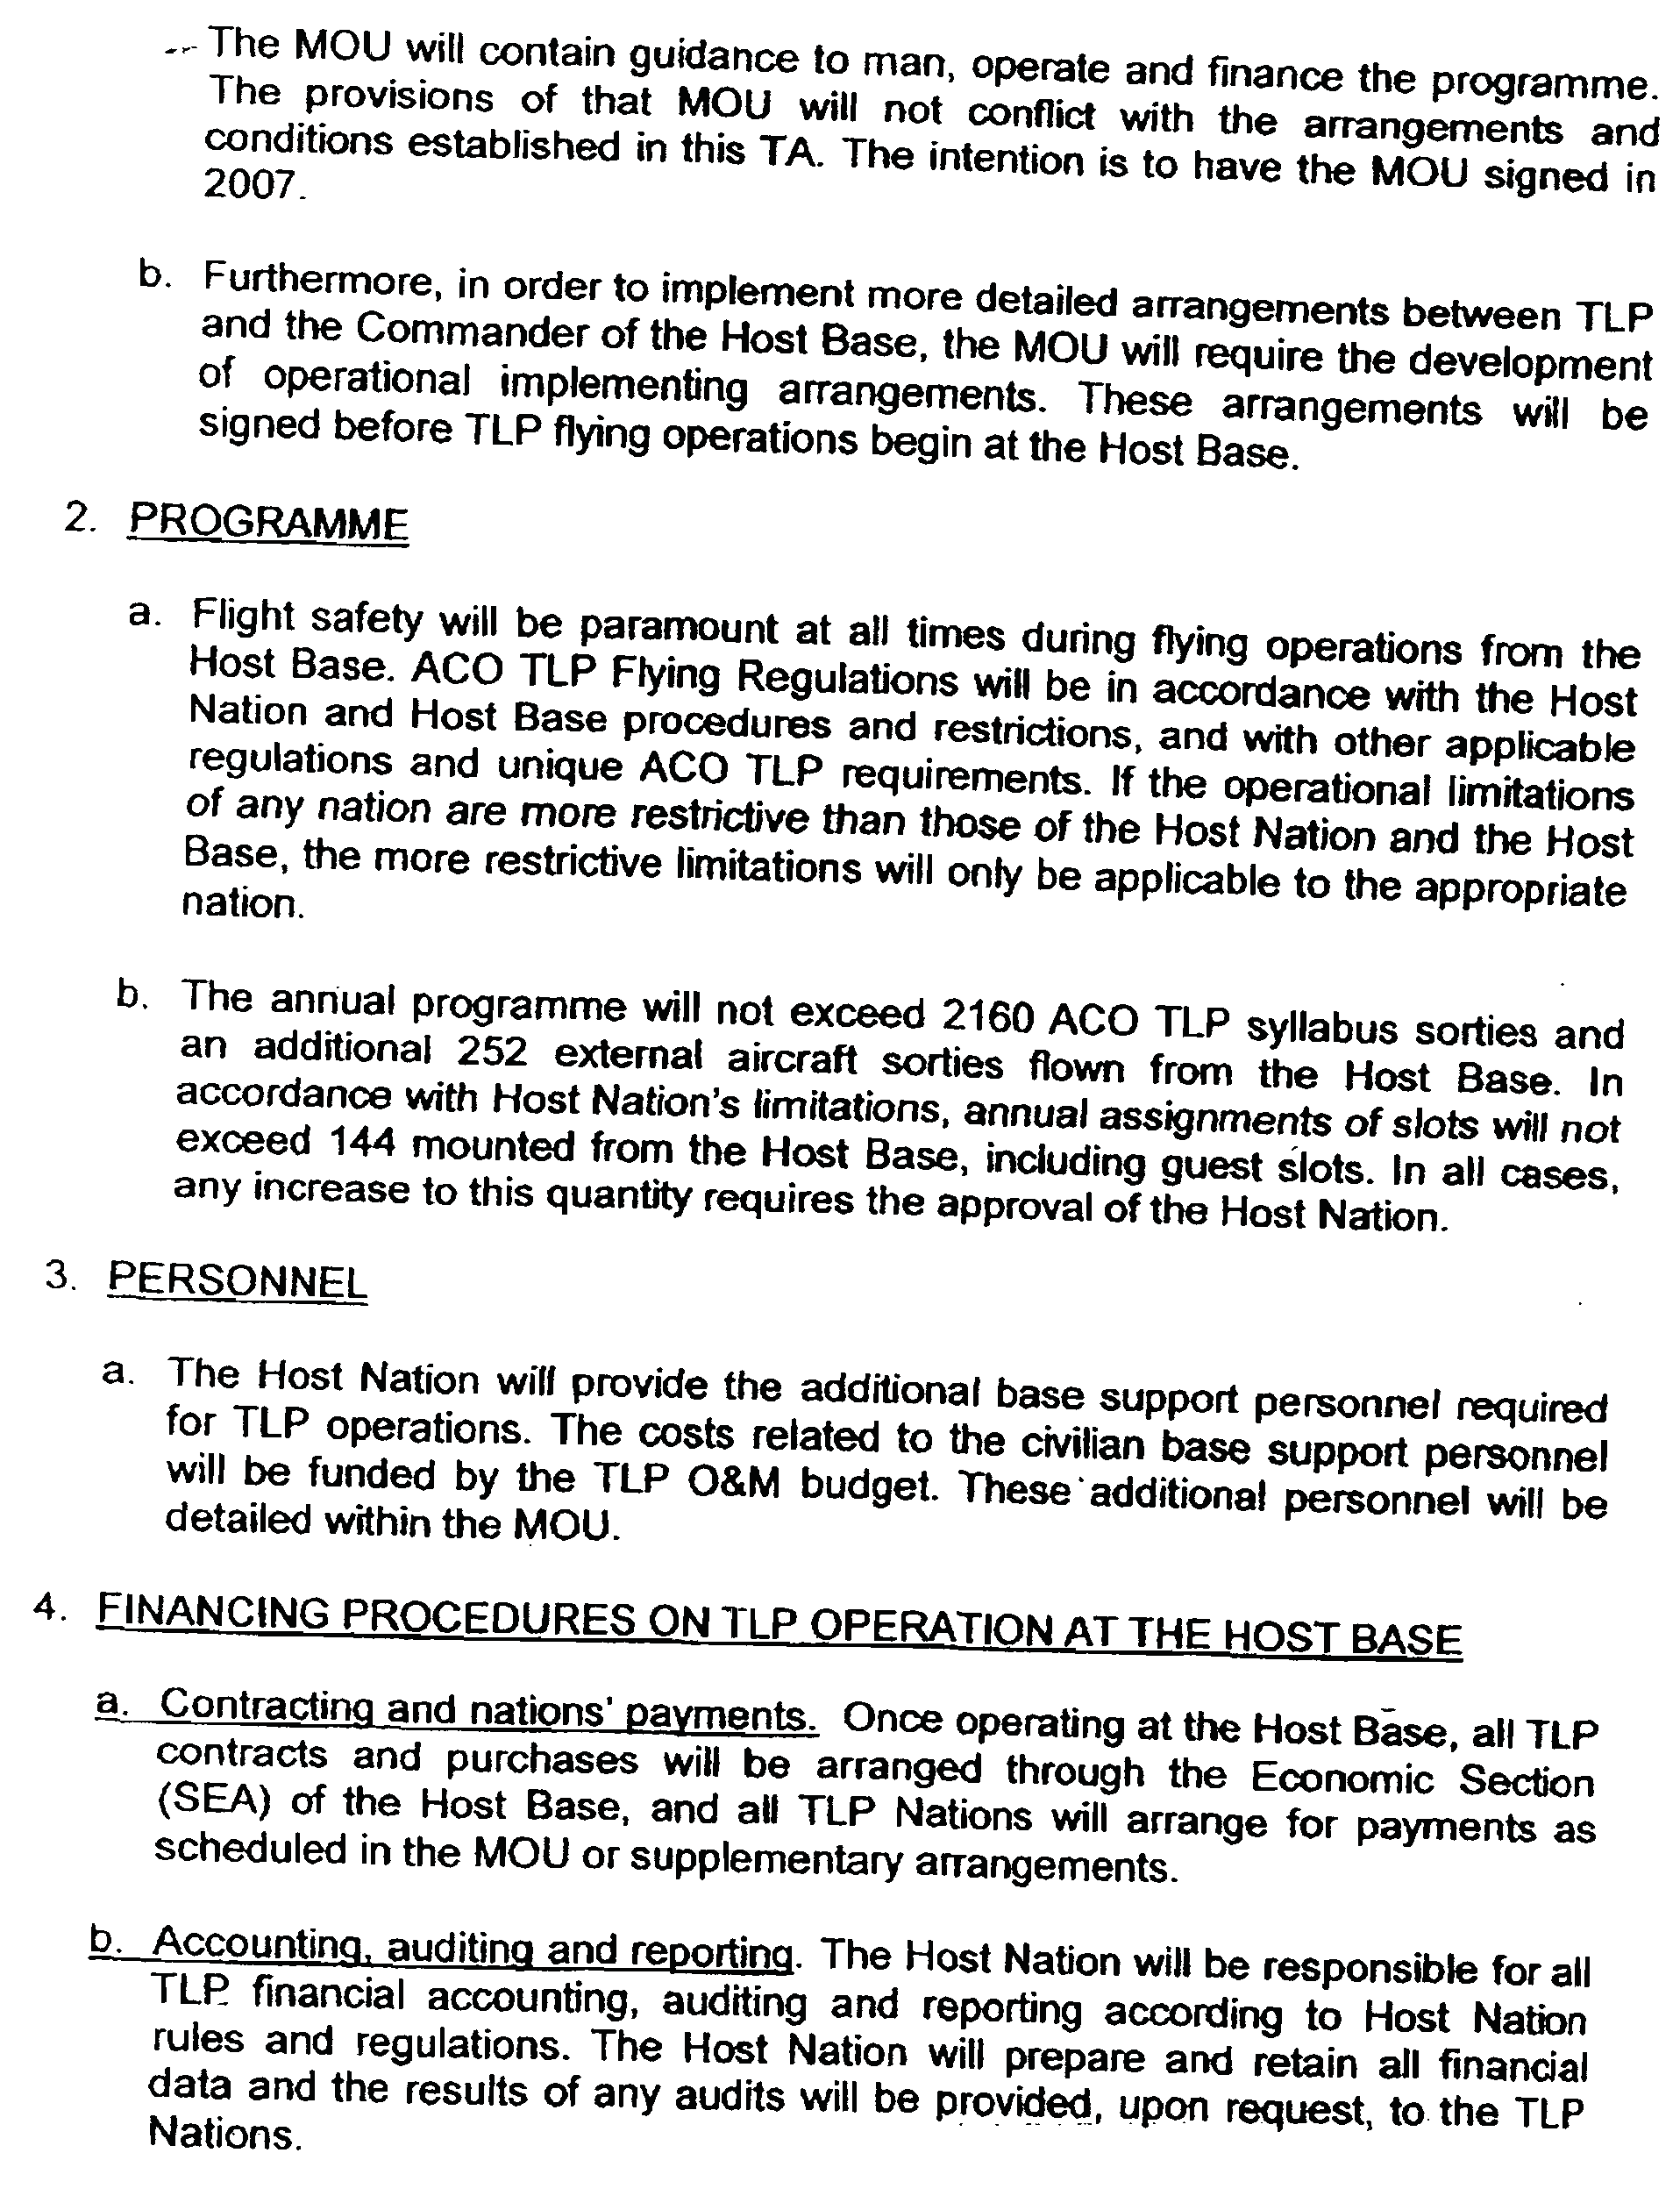 The MOU will contain guidance to man, operate and finance the programme.
The provisions of that MOU will not conflict with the arrangements and
conditions established in this TA. The intention is to have the MOU signed in
2007.
b. Furthermore, in order to implement more detailed arrangements between TLP
and the Commander of the Host Base, the MOU will require the development
of operational implementing arrangements. These arrangements will be
signed before TLP flying operations begin at the Host Base.
2. PROGRAMME
a. Flight safety will be paramount at all times during flying operations from the
Host Base. ACO TLP Flying Regulations will be in accordance with the Host
Nation and Host Base procedures and restrictions, and with other applicable
regulations and unique ACO TLP requirements. If the operational limitations
of any nation are more restrictive than those of the Host Nation and the Host
Base, the more restrictive limitations will only be applicable to the appropriate
nation.
b. The annual programme will not exceed 2160 ACO TLP syllabus sorties and
an additional 252 external aircraft sorties flown from the Host Base. In
accordance with Host Nation's limitations, annual assignments of slots will not
exceed 144 mounted from the Host Base, including guest slots. In all cases,
any increase to this quantity requires the approval of the Host Nation.
3. PERSONNEL
a. The Host Nation will provide the additional base support personnel required
for TLP operations. The costs related to the civilian base support personnel
will be funded by the TLP O&M budget. These additional personnel will be
detailed within the MOU.
4. FINANCING PROCEDURES ON TLP OPERATION AT THE HOST BASE
a. Contracting and nations' payments. Once operating at the Host Base, all TLP
contracts and purchases will be arranged through the Economic Section
(SEA) of the Host Base, and all TLP Nations will arrange for payments as
scheduled in the MOU or supplementary arrangements.
b. Accounting, auditing and reporting. The Host Nation will be responsible for all
TLP financial accounting, auditing and reporting according to Host Nation
rules and regulations. The Host Nation will prepare and retain all financial
data and the results of any audits will be provided, upon request, to the TLP
Nations.